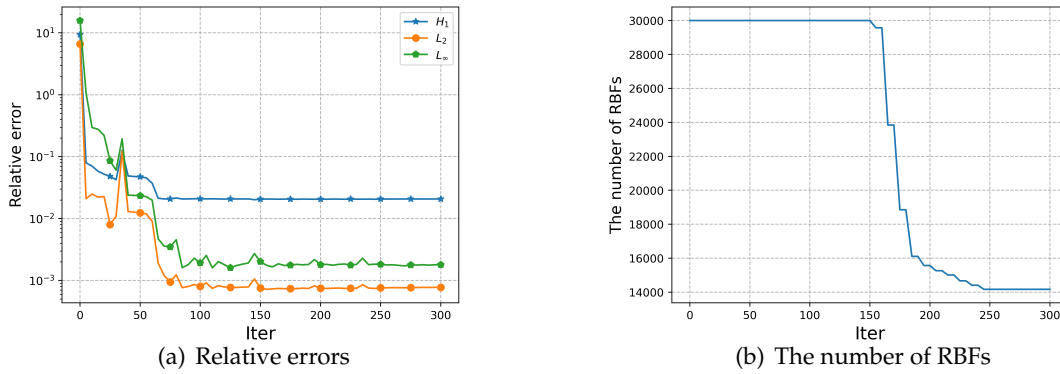 10¹
10⁰
10⁻¹
10⁻²
10⁻³
Relative error
H₁
L₂
L∞
0 50 100 150 200 250 300
Iter
(a) Relative errors
30000
28000
26000
24000
22000
20000
18000
16000
14000
The number of RBFs
0 50 100 150 200 250 300
Iter
(b) The number of RBFs